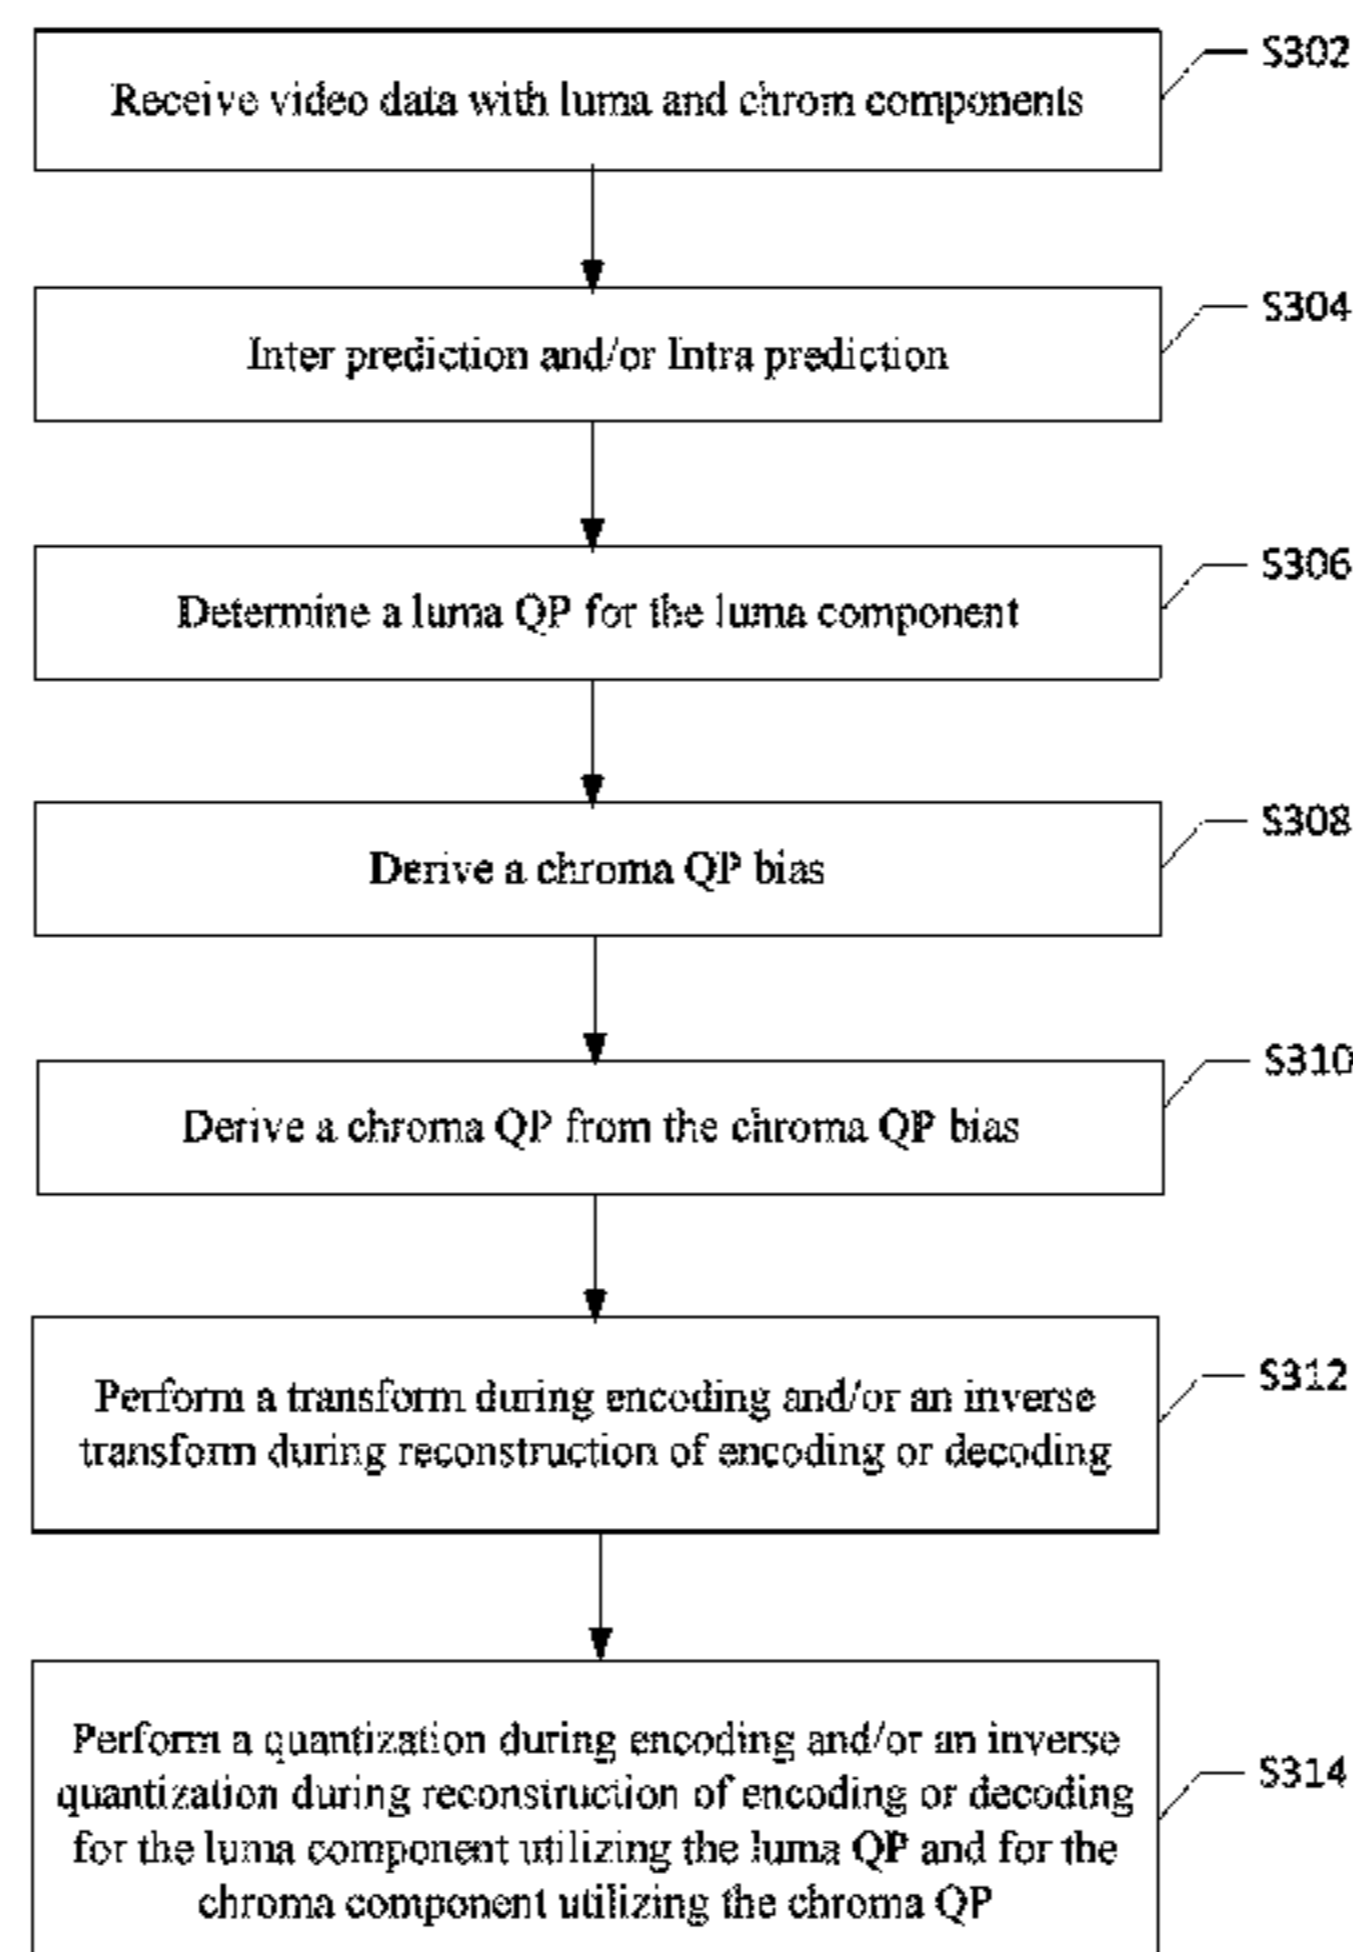 Receive video data with luma and chrom components
S302
Inter prediction and/or Intra prediction
S304
Determine a luma QP for the luma component
S306
Derive a chroma QP bias
S308
Derive a chroma QP from the chroma QP bias
S310
Perform a transform during encoding and/or an inverse
transform during reconstruction of encoding or decoding
S312
Perform a quantization during encoding and/or an inverse
quantization during reconstruction of encoding or decoding
for the luma component utilizing the luma QP and for the
chroma component utilizing the chroma QP
S314